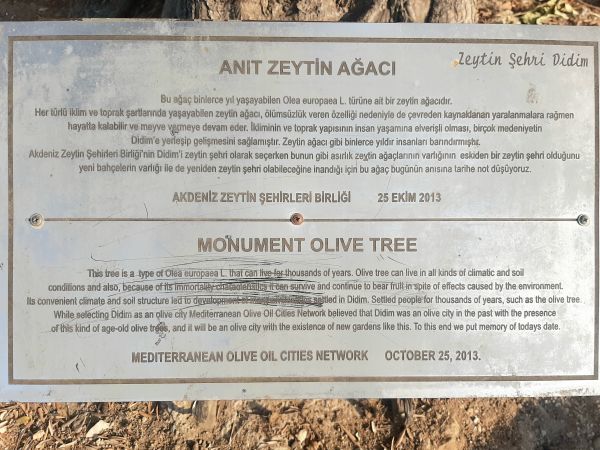 Zeytin Şehri Didim
ANIT ZEYTİN AĞACI
Bu ağaç binlerce yıl yaşayabilen Olea europaea L. türüne ait bir zeytin ağacıdır.
Her türlü iklim ve toprak şartlarında yaşayabilen zeytin ağacı, ölümsüzlük veren özelliği nedeniyle de çevreden kaynaklanan yaralanmalara rağmen
hayatta kalabilir ve meyve vermeye devam eder. İkliminin ve toprak yapısının insan yaşamına elverişli olması, birçok medeniyetin
Didim'e yerleşip gelişmesini sağlamıştır. Zeytin ağacı gibi binlerce yıldır insanları barındırmıştır.
Akdeniz Zeytin Şehirleri Birliği'nin Didim'i zeytin şehri olarak seçerken bunun gibi asırlık zeytin ağaçlarının varlığının eskiden bir zeytin şehri olduğunu
yeni bahçelerin varlığı ile de yeniden zeytin şehri olabileceğine inandığı için bu ağaç bugünün anısına tarihe not düşüyoruz.
AKDENİZ ZEYTİN ŞEHİRLERİ BİRLİĞİ 25 EKİM 2013
MONUMENT OLIVE TREE
This tree is a type of Olea europaea L. that can live for thousands of years. Olive tree can live in all kinds of climatic and soil
conditions and also, because of its immortality characteristics it can survive and continue to bear fruit in spite of effects caused by the environment.
Its convenient climate and soil structure led to development of settled in Didim. Settled people for thousands of years, such as the olive tree.
While selecting Didim as an olive city Mediterranean Olive Oil Cities Network believed that Didim was an olive city in the past with the presence
of this kind of age-old olive trees, and it will be an olive city with the existence of new gardens like this. To this end we put memory of todays date.
MEDITERRANEAN OLIVE OIL CITIES NETWORK OCTOBER 25, 2013.